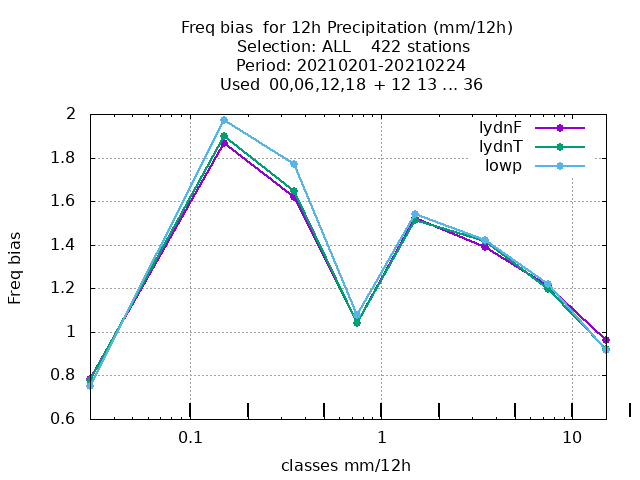 Freq bias  for 12h Precipitation (mm/12h)
Selection: ALL    422 stations
Period: 20210201-20210224
Used 00,06,12,18 + 12 13 ... 36
lydnF
lydnT
lowp
2
1.8
1.6
1.4
1.2
1
0.8
0.6
Freq bias
0.1 1 10
classes mm/12h